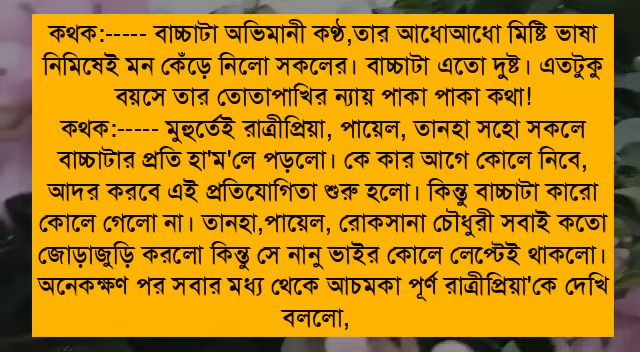 কথক:----- বাচ্চাটা অভিমানী কণ্ঠ,তার আধোআধো মিষ্টি ভাষা
নিমিষেই মন কেঁড়ে নিলো সকলের। বাচ্চাটা এতো দুষ্ট। এতটুকু
বয়সে তার তোতাপাখির ন্যায় পাকা পাকা কথা!
কথক:----- মুহুর্তেই রাত্রীপ্রিয়া, পায়েল, তানহা সহো সকলে
বাচ্চাটার প্রতি হা'ম'লে পড়লো। কে কার আগে কোলে নিবে,
আদর করবে এই প্রতিযোগিতা শুরু হলো। কিন্তু বাচ্চাটা কারো
কোলে গেলো না। তানহা,পায়েল, রোকসানা চৌধুরী সবাই কতো
জোড়াজুড়ি করলো কিন্তু সে নানু ভাইর কোলে লেপ্টেই থাকলো।
অনেকক্ষণ পর সবার মধ্য থেকে আচমকা পূর্ণ রাত্রীপ্রিয়া'কে দেখি
বললো,